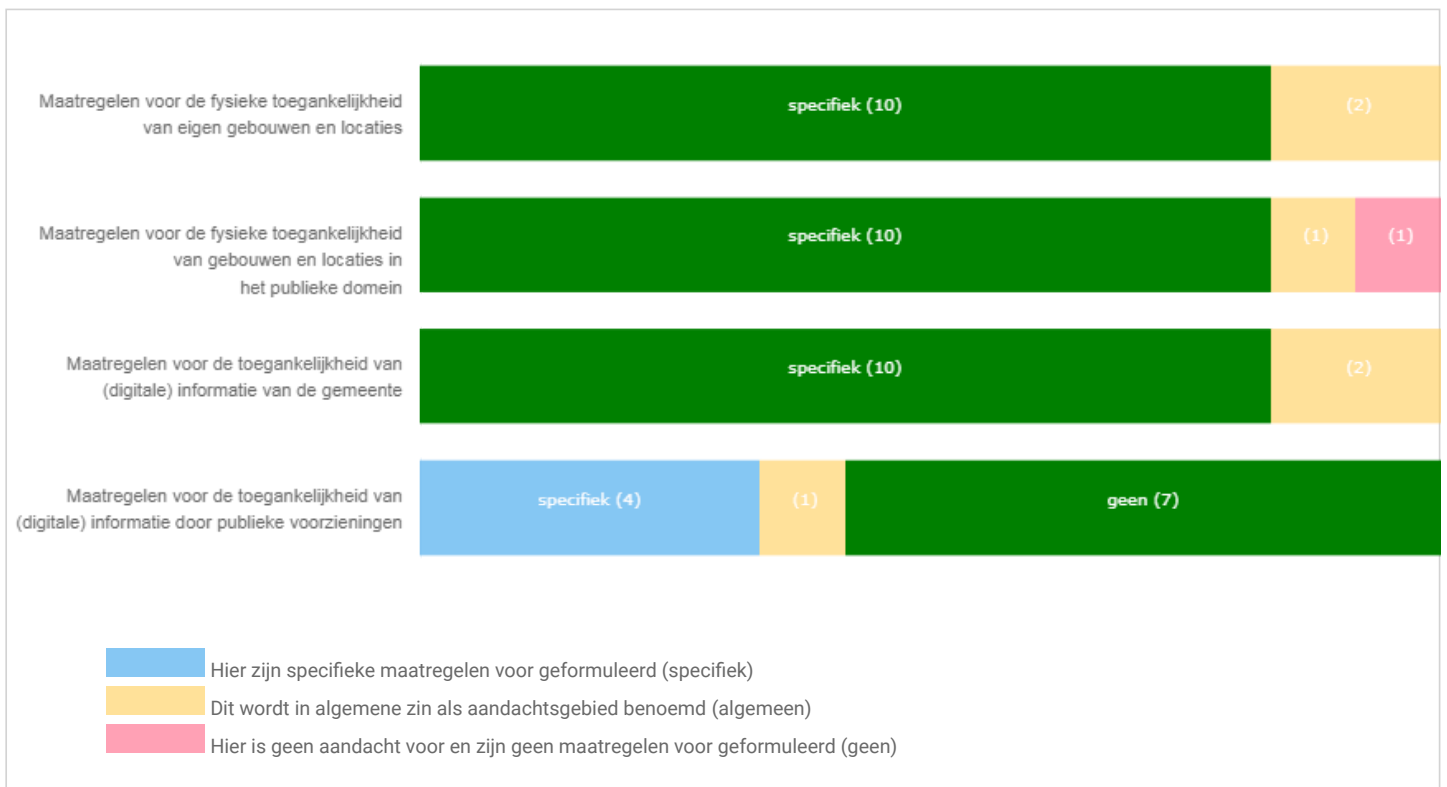 Maatregelen voor de fysieke toegankelijkheid
van eigen gebouwen en locaties
specifiek (10)
(2)
Maatregelen voor de fysieke toegankelijkheid
van gebouwen en locaties in
het publieke domein
specifiek (10)
(1)
(1)
Maatregelen voor de toegankelijkheid van
(digitale) informatie van de gemeente
specifiek (10)
(2)
Maatregelen voor de toegankelijkheid van
(digitale) informatie door publieke voorzieningen
specifiek (4)
(1)
geen (7)
Hier zijn specifieke maatregelen voor geformuleerd (specifiek)
Dit wordt in algemene zin als aandachtsgebied benoemd (algemeen)
Hier is geen aandacht voor en zijn geen maatregelen voor geformuleerd (geen)